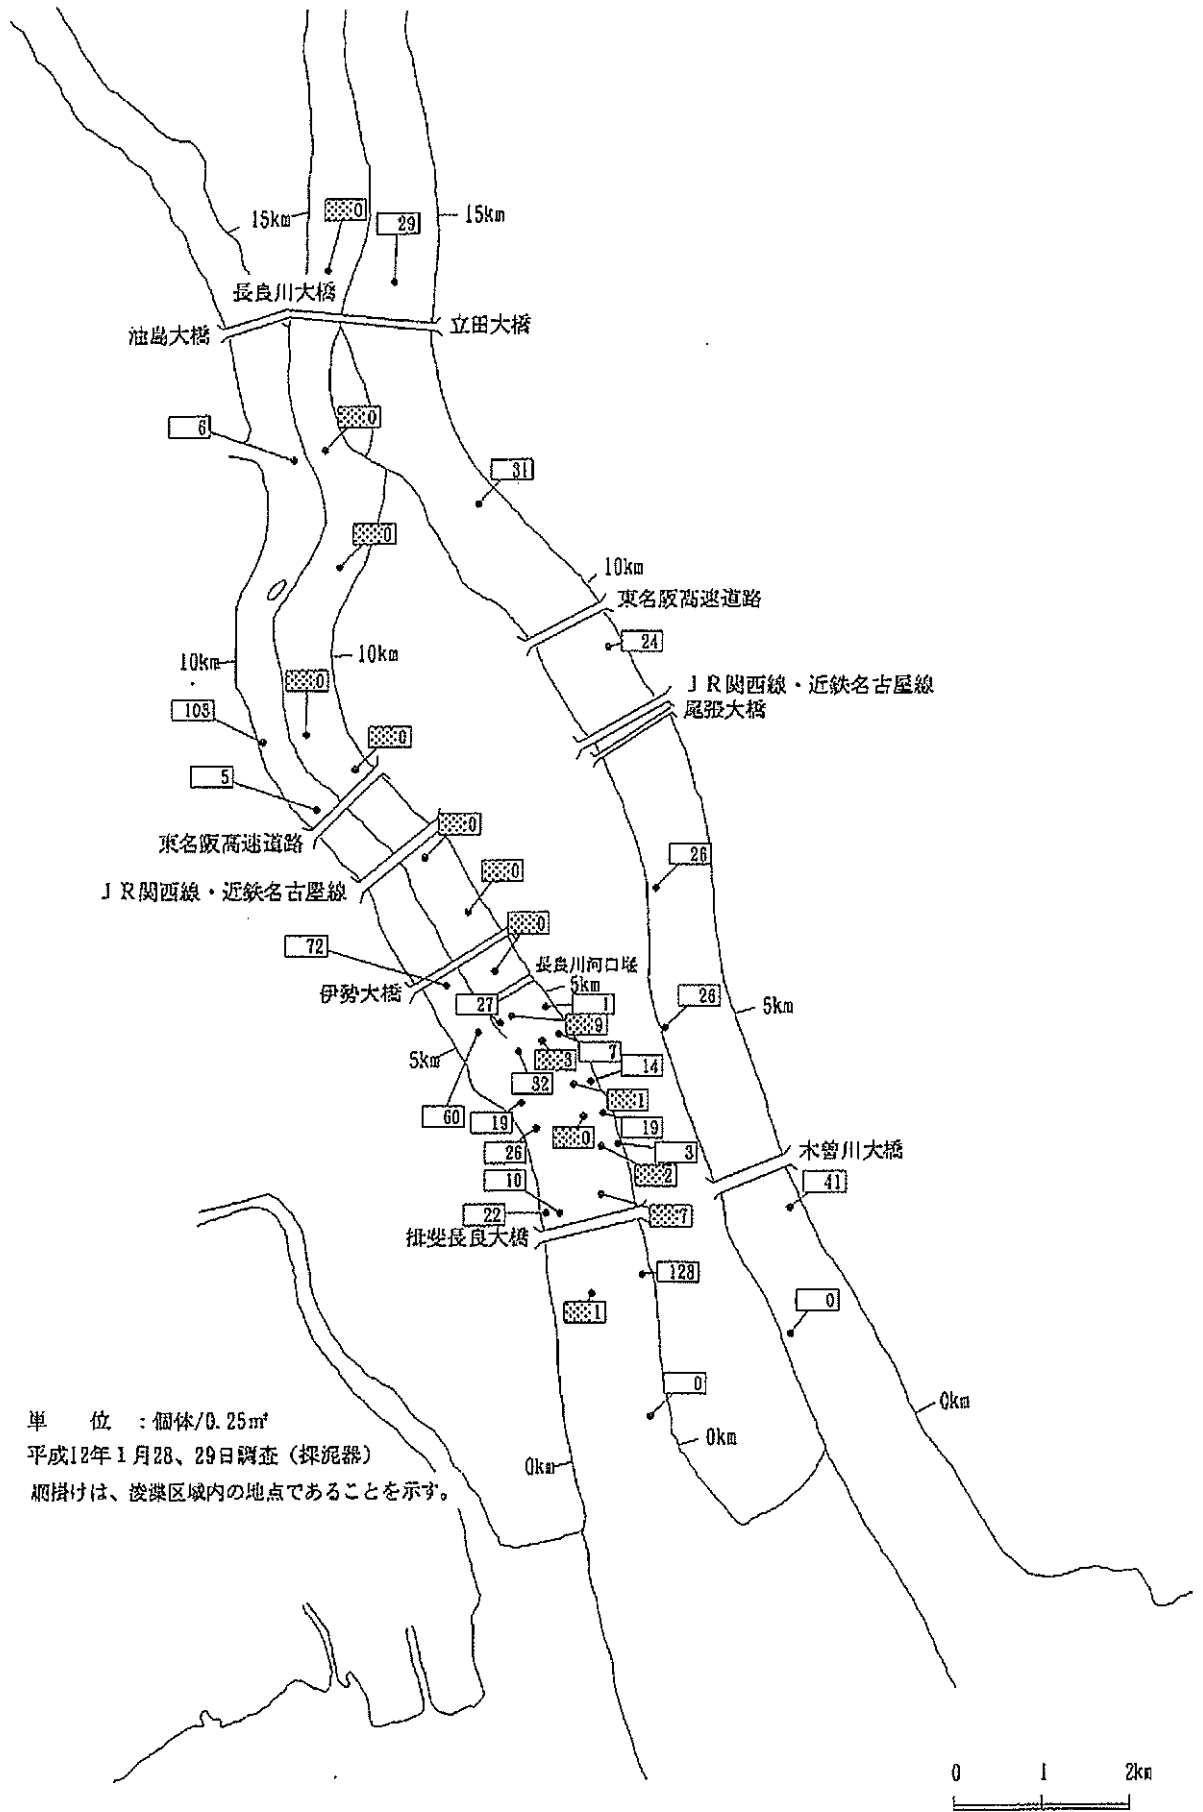 0
15km
29
15km
長良川大橋
油島大橋
立田大橋
6
0
31
0
10km
東名阪高速道路
24
10km
10km
0
JR関西線・近鉄名古屋線
尾張大橋
103
0
5
0
東名阪高速道路
26
JR関西線・近鉄名古屋線
0
0
72
長良川河口堰
5km
伊勢大橋
27
1
26
5km
9
5km
7
3
14
32
60
19
1
19
0
26
3
木曽川大橋
2
10
41
22
7
揖斐長良大橋
128
1
0
0
0km
0km
0km
単 位 :個体/0.25㎡
平成12年1月28、29日調査(採泥器)
網掛けは、浚渫区域内の地点であることを示す。
0 1 2km